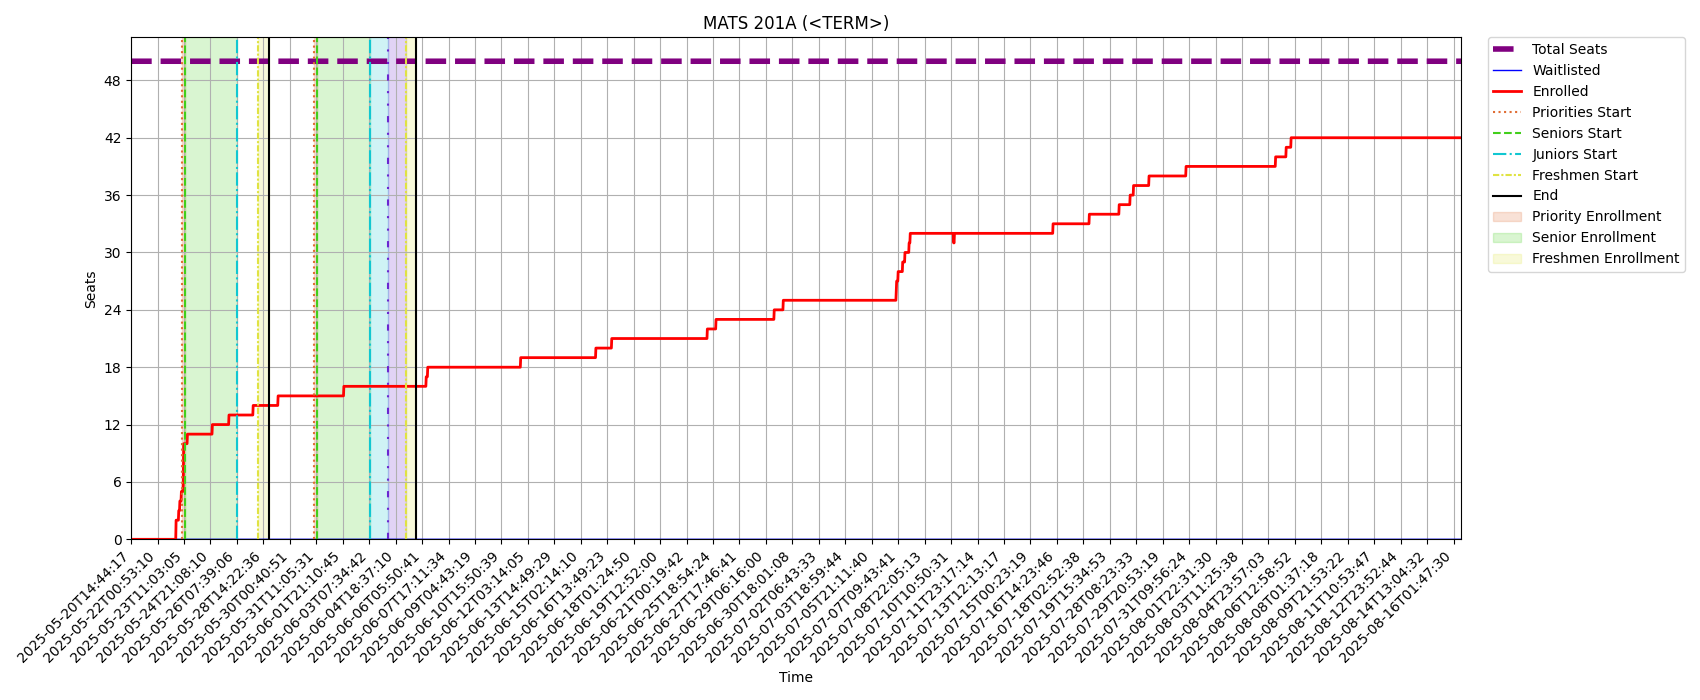 MATS 201A (<TERM>)
Total Seats
Waitlisted
Enrolled
Priorities Start
Seniors Start
Juniors Start
Freshmen Start
End
Priority Enrollment
Senior Enrollment
Freshmen Enrollment
Seats
48
42
36
30
24
18
12
6
0
2025-05-20T14:44:17
2025-05-22T00:53:10
2025-05-23T11:03:05
2025-05-24T21:08:10
2025-05-26T07:39:06
2025-05-28T14:22:36
2025-05-30T00:40:51
2025-05-31T11:05:31
2025-06-01T21:10:45
2025-06-03T07:34:42
2025-06-04T18:37:10
2025-06-06T05:50:41
2025-06-07T17:11:34
2025-06-09T04:43:19
2025-06-10T15:50:39
2025-06-12T03:14:05
2025-06-13T14:49:29
2025-06-15T02:14:10
2025-06-16T13:49:23
2025-06-18T01:24:50
2025-06-19T12:52:00
2025-06-21T00:19:42
2025-06-25T18:54:24
2025-06-27T17:46:41
2025-06-29T06:16:00
2025-06-30T18:01:08
2025-07-02T06:43:33
2025-07-03T18:59:44
2025-07-05T21:11:40
2025-07-07T09:43:41
2025-07-08T22:05:13
2025-07-10T10:50:31
2025-07-11T23:17:14
2025-07-13T12:13:17
2025-07-15T00:23:19
2025-07-16T14:23:46
2025-07-18T02:52:38
2025-07-19T15:34:53
2025-07-28T08:23:33
2025-07-29T20:53:19
2025-07-31T09:56:24
2025-08-01T22:31:30
2025-08-03T11:25:38
2025-08-04T23:57:03
2025-08-06T12:58:52
2025-08-08T01:37:18
2025-08-09T21:53:22
2025-08-11T10:53:47
2025-08-12T23:52:44
2025-08-14T13:04:32
2025-08-16T01:47:30
Time